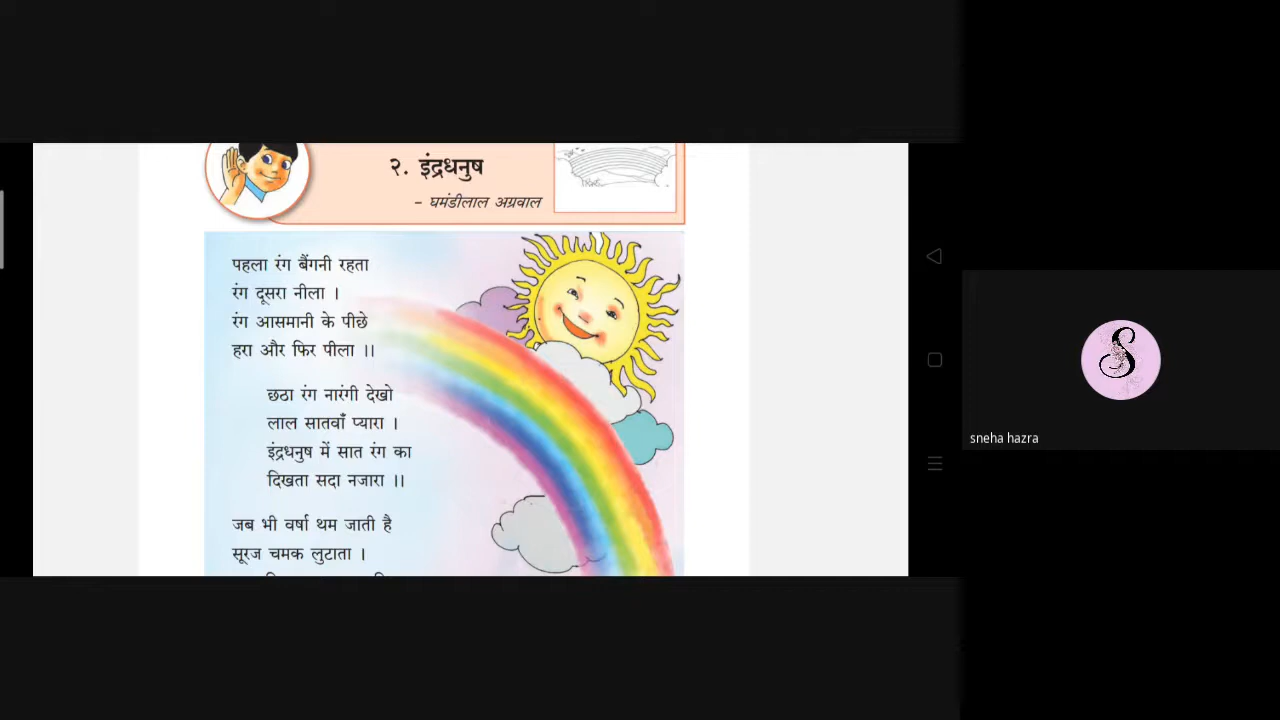 २. इंद्रधनुष
- घमंडीलाल अग्रवाल
पहला रंग बैंगनी रहता
रंग दूसरा नीला ।
रंग आसमानी के पीछे
हरा और फिर पीला ।।
छठा रंग नारंगी देखो
लाल सातवाँ प्यारा ।
इंद्रधनुष में सात रंग का
दिखता सदा नजारा ।।
जब भी वर्षा थम जाती है
सूरज चमक लुटाता ।
S
sneha hazra